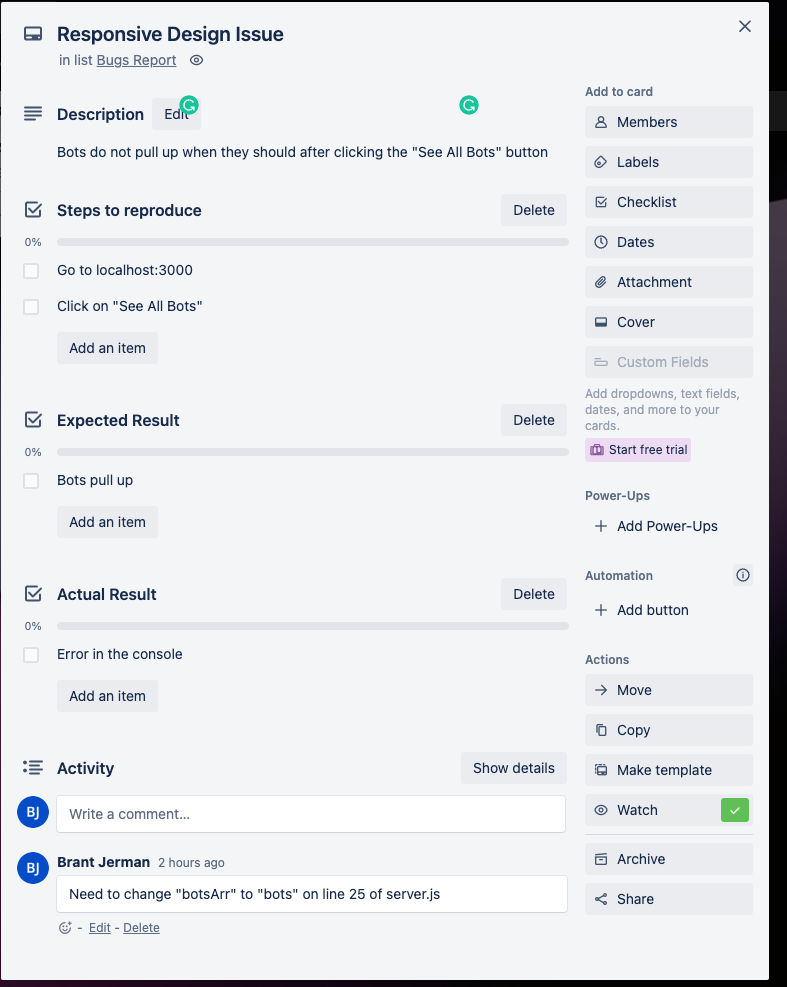 Responsive Design Issue
in list Bugs Report
Description
Edit
Bots do not pull up when they should after clicking the "See All Bots" button
Steps to reproduce
Delete
0%
Go to localhost:3000
Click on "See All Bots"
Add an item
Expected Result
Delete
0%
Bots pull up
Add an item
Actual Result
Delete
0%
Error in the console
Add an item
Activity
Show details
BJ
Write a comment…
BJ
Brant Jerman 2 hours ago
Need to change "botsArr" to "bots" on line 25 of server.js
- Edit - Delete
Add to card
Members
Labels
Checklist
Dates
Attachment
Cover
Custom Fields
Add dropdowns, text fields,
dates, and more to your
cards.
Start free trial
Power-Ups
Add Power-Ups
Automation
Add button
Actions
Move
Copy
Make template
Watch
Archive
Share